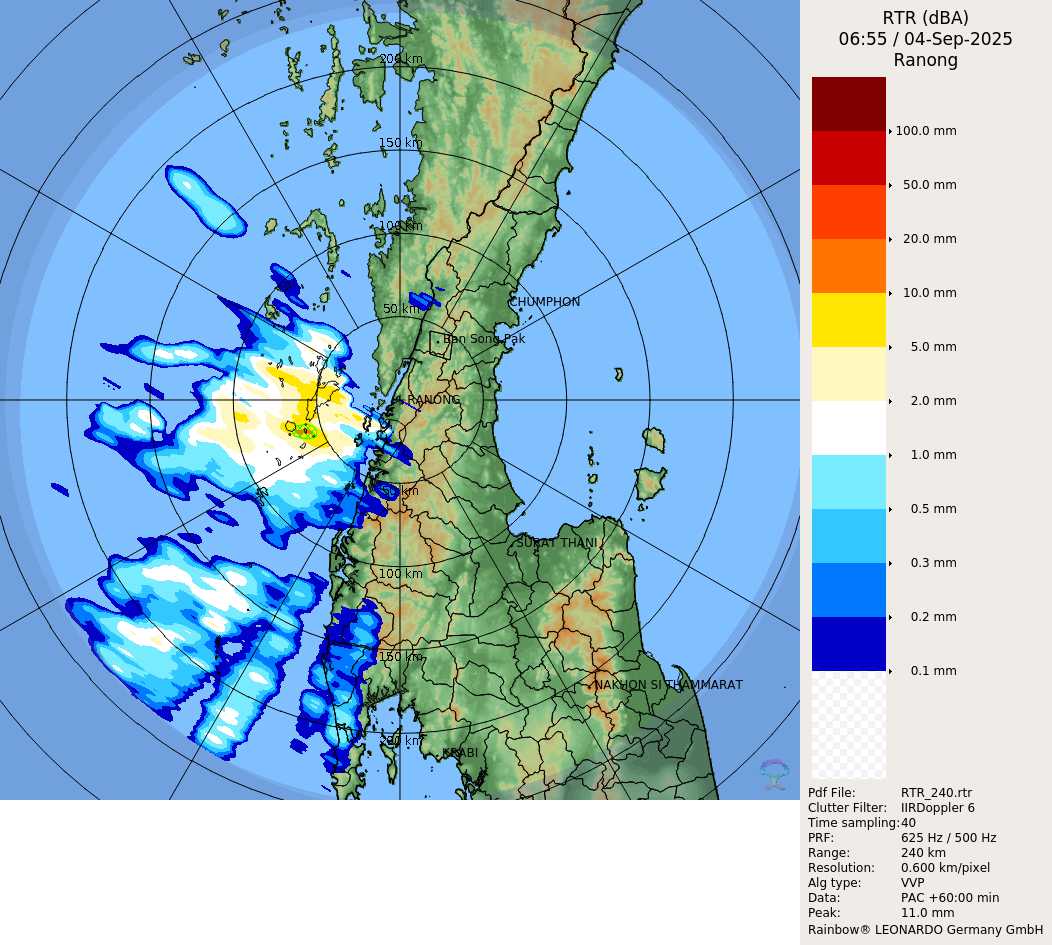 RTR (dBA)
06:55 / 04-Sep-2025
Ranong
100.0 mm
50.0 mm
20.0 mm
10.0 mm
5.0 mm
2.0 mm
1.0 mm
0.5 mm
0.3 mm
0.2 mm
0.1 mm
200 km
150 km
100 km
50 km
CHUMPHON
Ban Song Pak
RANONG
50 km
SURAT THANI
100 km
150 km
NAKHON SI THAMMARAT
200 km
KRABI
Pdf File: RTR_240.rtr
Clutter Filter: IIRDoppler 6
Time sampling:40
PRF: 625 Hz / 500 Hz
Range: 240 km
Resolution: 0.600 km/pixel
Alg type: VVP
Data: PAC +60:00 min
Peak: 11.0 mm
Rainbow® LEONARDO Germany GmbH